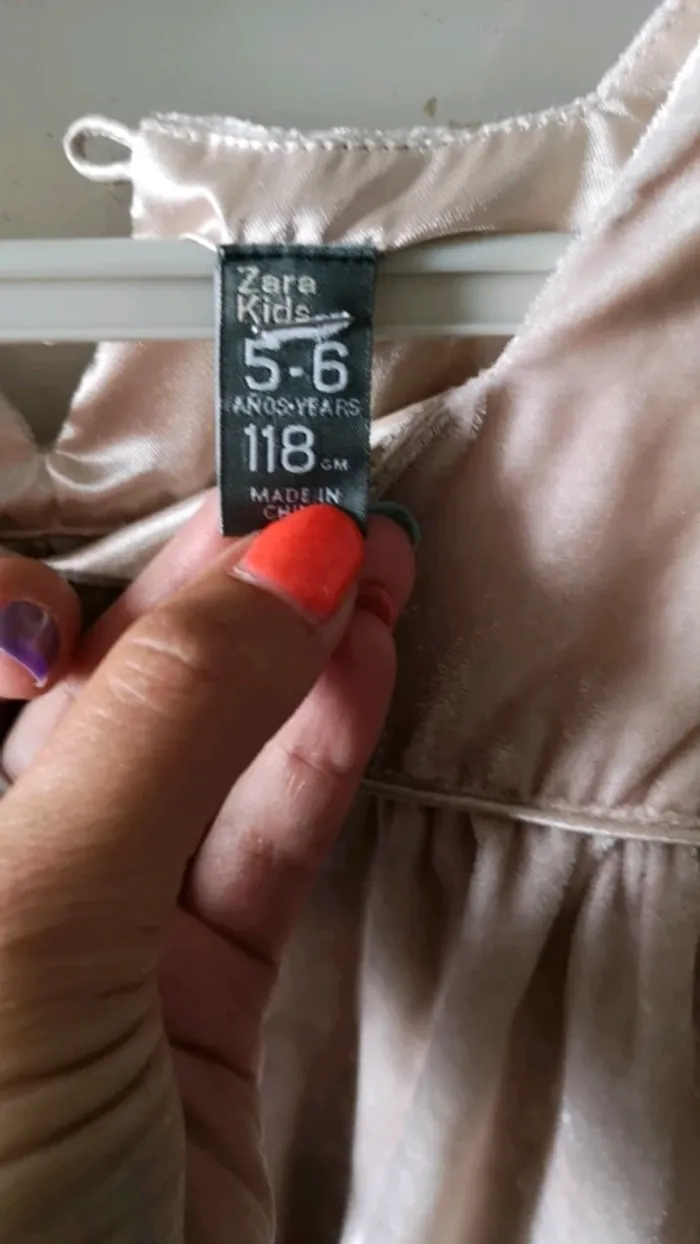 Zara
Kids
5-6
AÑOS-YEARS
118 CM
MADE IN